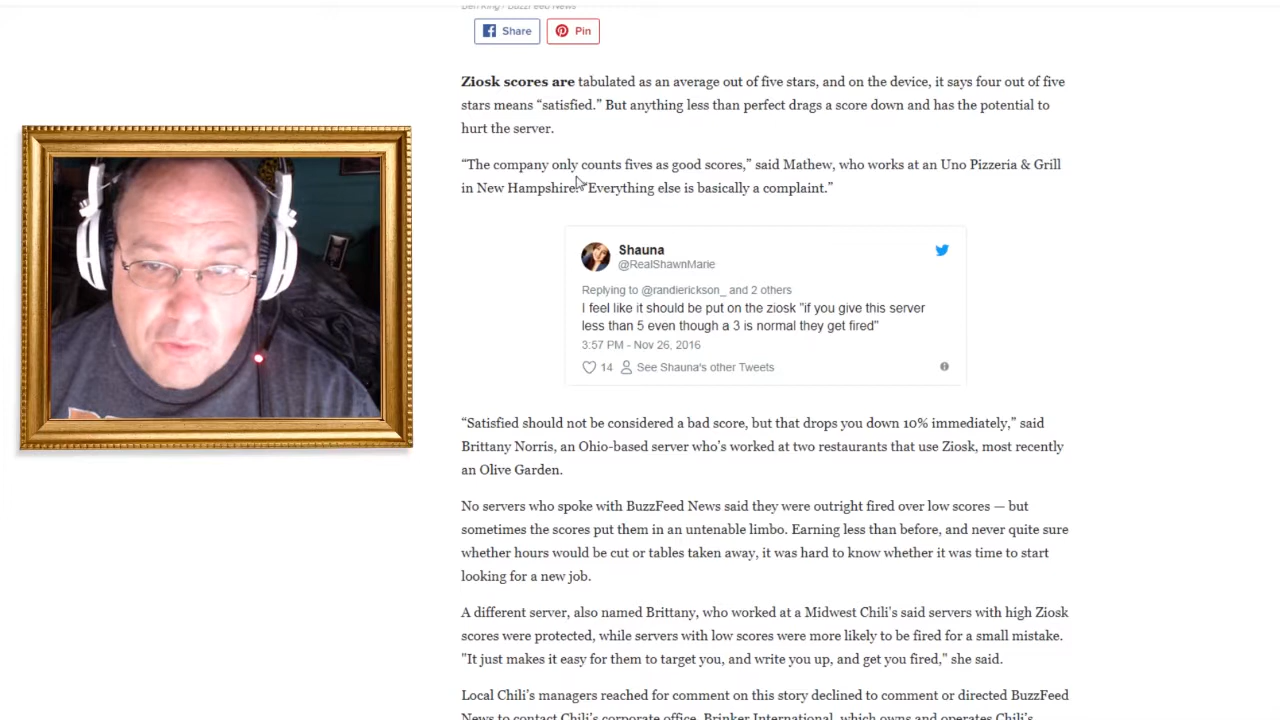 Ben King / BuzzFeed News
Share
Pin
Ziosk scores are tabulated as an average out of five stars, and on the device, it says four out of five
stars means “satisfied.” But anything less than perfect drags a score down and has the potential to
hurt the server.
“The company only counts fives as good scores,” said Mathew, who works at an Uno Pizzeria & Grill
in New Hampshire. “Everything else is basically a complaint.”
Shauna
@RealShawnMarie
Replying to @randierickson_ and 2 others
I feel like it should be put on the ziosk "if you give this server
less than 5 even though a 3 is normal they get fired"
3:57 PM - Nov 26, 2016
14 See Shauna's other Tweets
“Satisfied should not be considered a bad score, but that drops you down 10% immediately,” said
Brittany Norris, an Ohio-based server who’s worked at two restaurants that use Ziosk, most recently
an Olive Garden.
No servers who spoke with BuzzFeed News said they were outright fired over low scores — but
sometimes the scores put them in an untenable limbo. Earning less than before, and never quite sure
whether hours would be cut or tables taken away, it was hard to know whether it was time to start
looking for a new job.
A different server, also named Brittany, who worked at a Midwest Chili's said servers with high Ziosk
scores were protected, while servers with low scores were more likely to be fired for a small mistake.
"It just makes it easy for them to target you, and write you up, and get you fired," she said.
Local Chili’s managers reached for comment on this story declined to comment or directed BuzzFeed
News to contact Chili’s corporate office. Brinker International, which owns and operates Chili’s